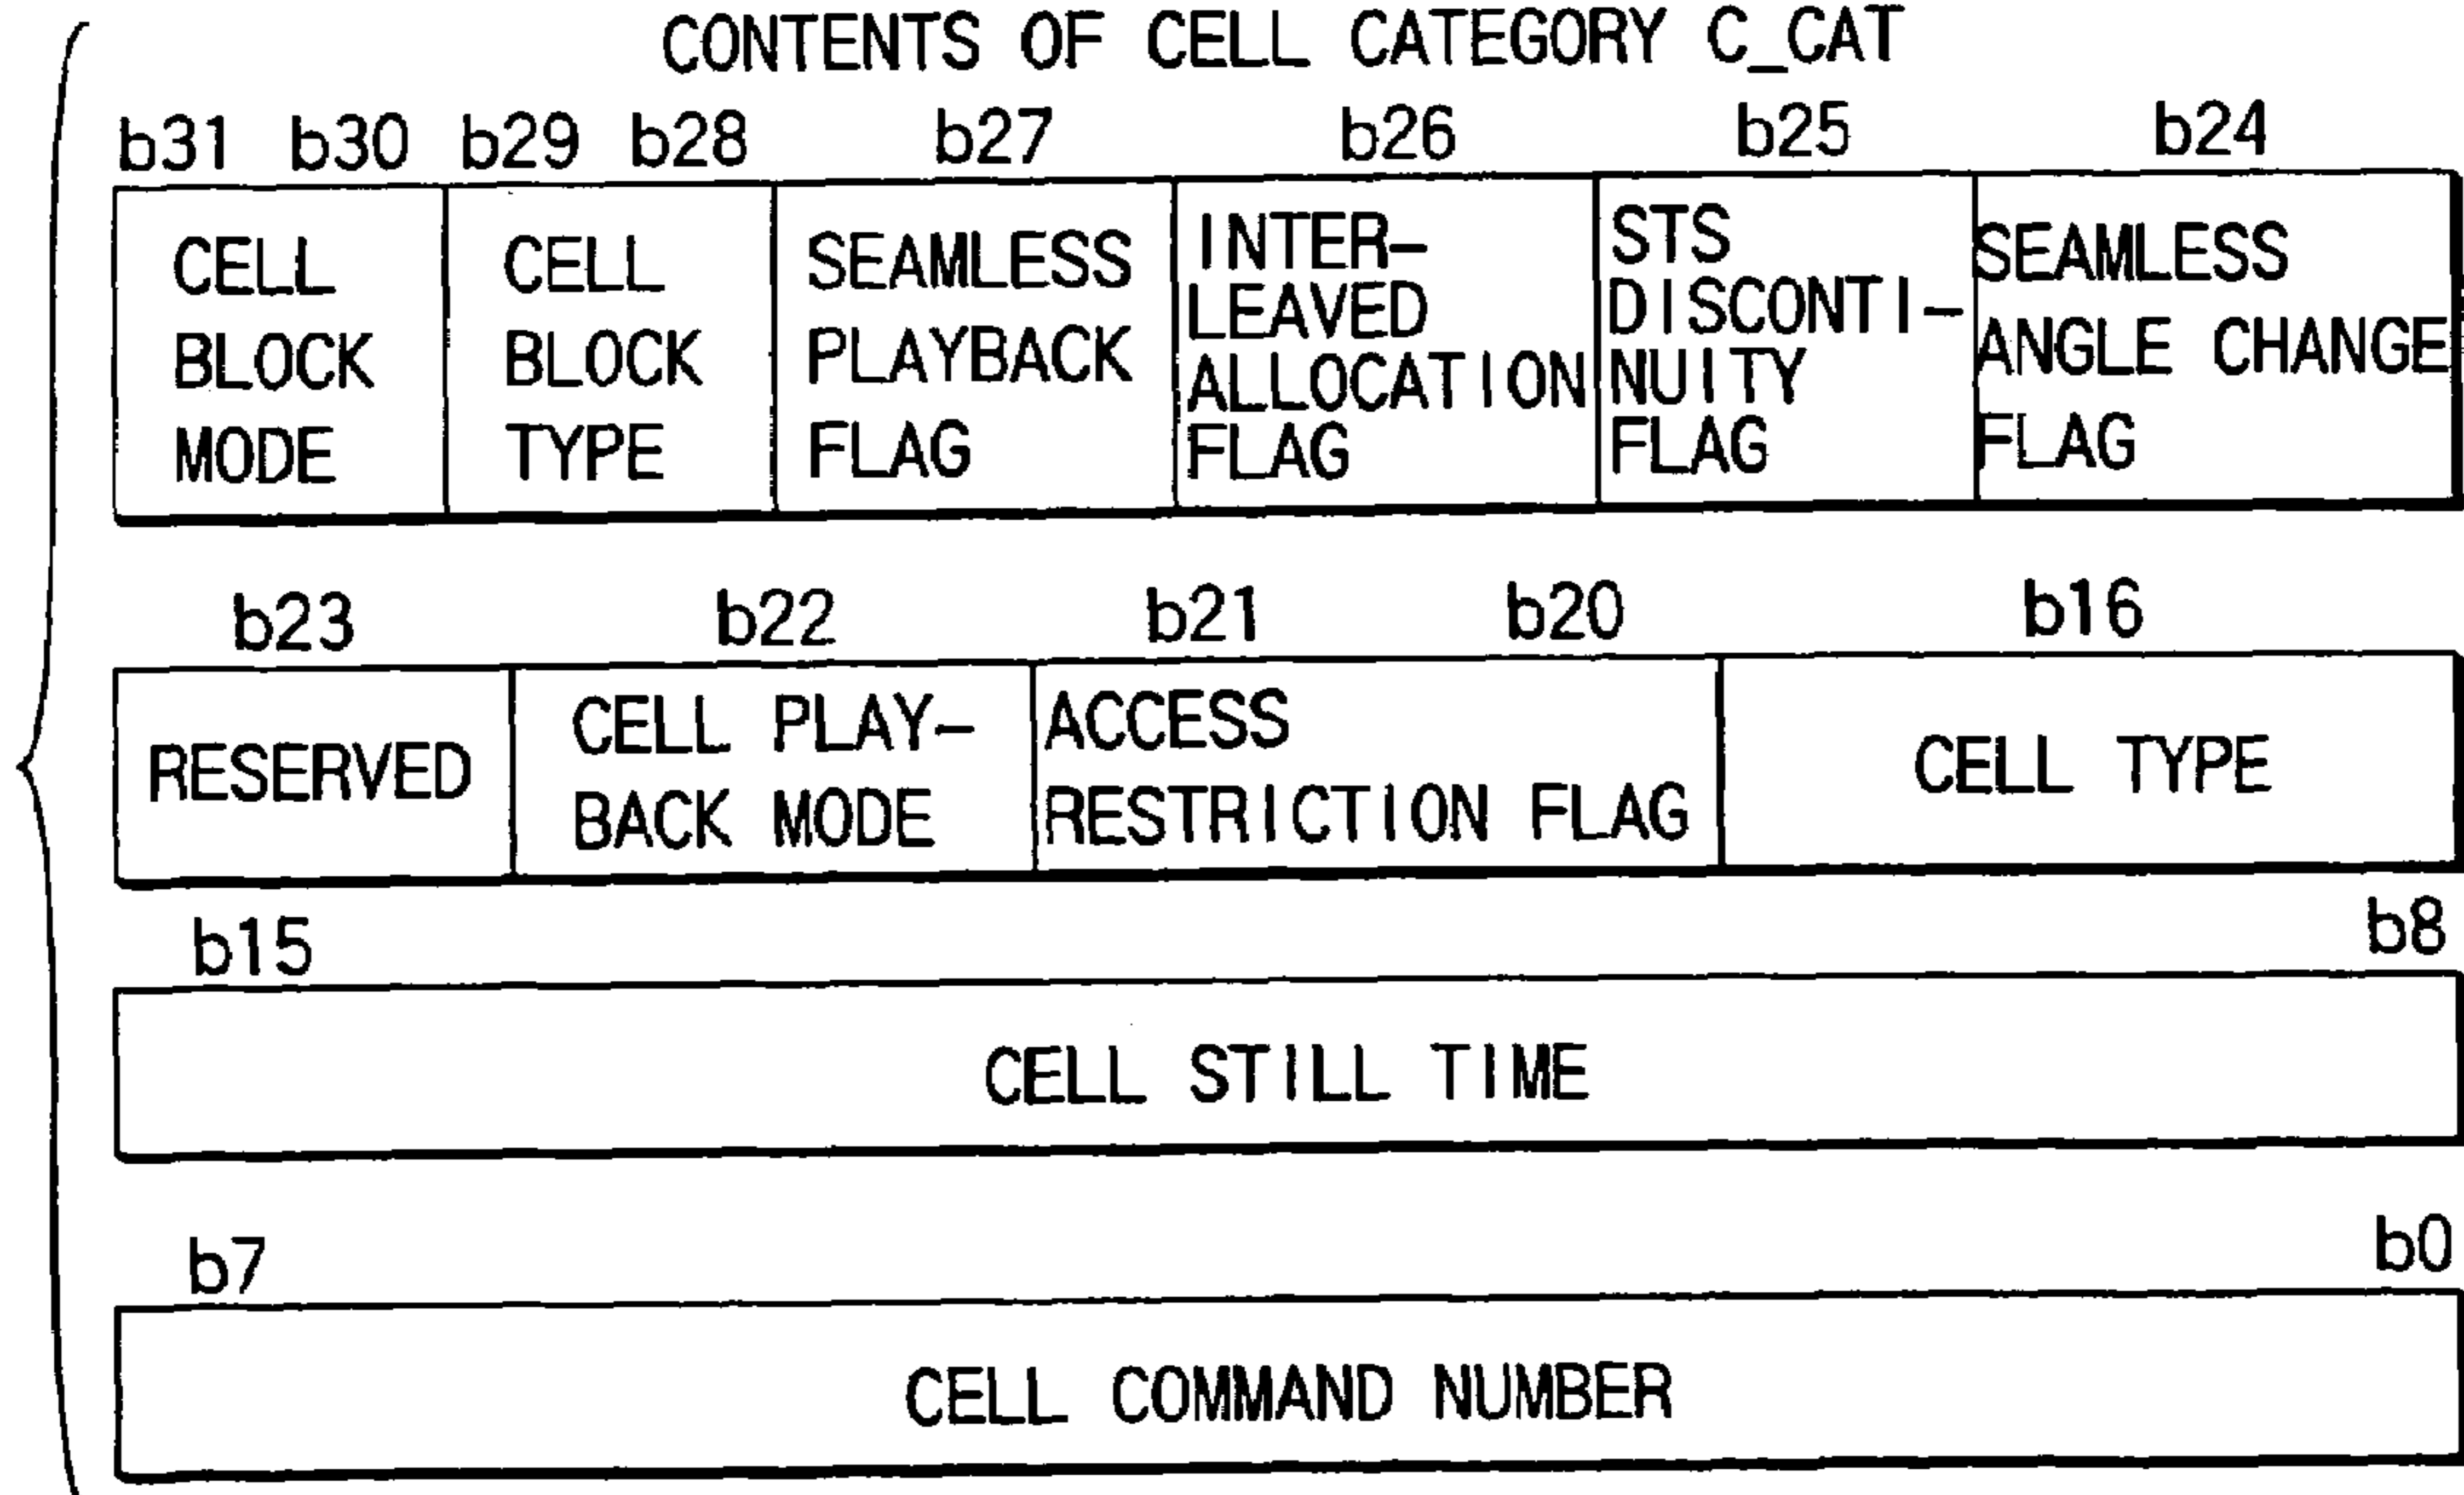 CONTENTS OF CELL CATEGORY C_CAT
b31 b30 b29 b28 b27 b26 b25 b24
CELL
BLOCK
MODE
CELL
BLOCK
TYPE
SEAMLESS
PLAYBACK
FLAG
INTER-
LEAVED
ALLOCATION
FLAG
STS
DISCONTI-
NUITY
FLAG
SEAMLESS
ANGLE CHANGE
FLAG
b23 b22 b21 b20 b16
RESERVED
CELL PLAY-
BACK MODE
ACCESS
RESTRICTION FLAG
CELL TYPE
b15 b8
CELL STILL TIME
b7 b0
CELL COMMAND NUMBER